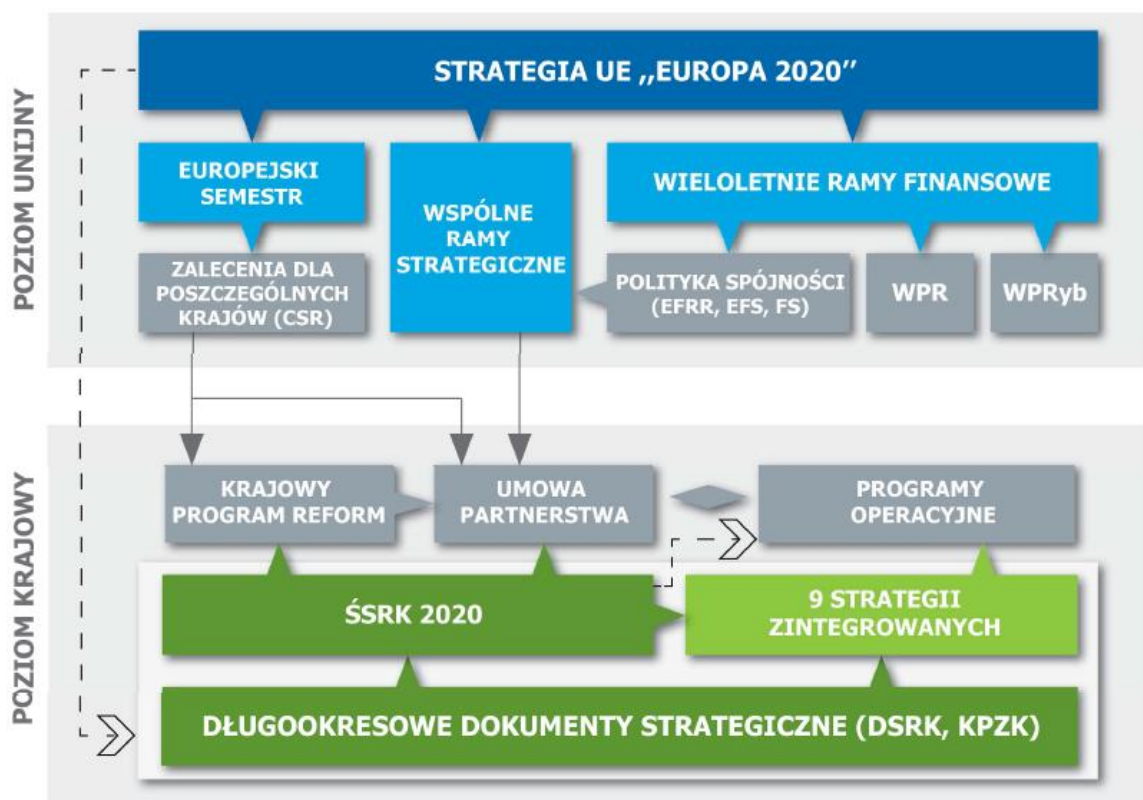 POZIOM UNIJNY
STRATEGIA UE „EUROPA 2020”
EUROPEJSKI
SEMESTR
WSPÓLNE
RAMY
STRATEGICZNE
WIELOLETNIE RAMY FINANSOWE
ZALECENIA DLA
POSZCZEGÓLNYCH
KRAJÓW (CSR)
POLITYKA SPÓJNOŚCI
(EFRR, EFS, FS)
WPR
WPRyb
POZIOM KRAJOWY
KRAJOWY
PROGRAM REFORM
UMOWA
PARTNERSTWA
PROGRAMY
OPERACYJNE
ŚSRK 2020
9 STRATEGII
ZINTEGROWANYCH
DŁUGOOKRESOWE DOKUMENTY STRATEGICZNE (DSRK, KPZK)